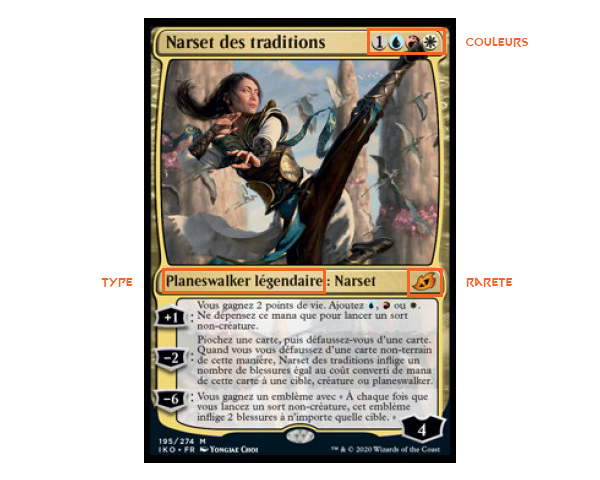 Narset des traditions
1
COULEURS
TYPE
Planeswalker légendaire : Narset
RARETE
Vous gagnez 2 points de vie. Ajoutez , ou .
+1 : Ne dépensez ce mana que pour lancer un sort
non-créature.
Piochez une carte, puis défaussez-vous d'une carte.
Quand vous vous défaussez d'une carte non-terrain
-2 : de cette manière, Narset des traditions inflige un
nombre de blessures égal au coût converti de mana
de cette carte à une cible, créature ou planeswalker.
-6 : Vous gagnez un emblème avec « À chaque fois que
vous lancez un sort non-créature, cet emblème
inflige 2 blessures à n'importe quelle cible. »
4
195/274 M
IKO • FR Yongjae Choi
™ & © 2020 Wizards of the Coast